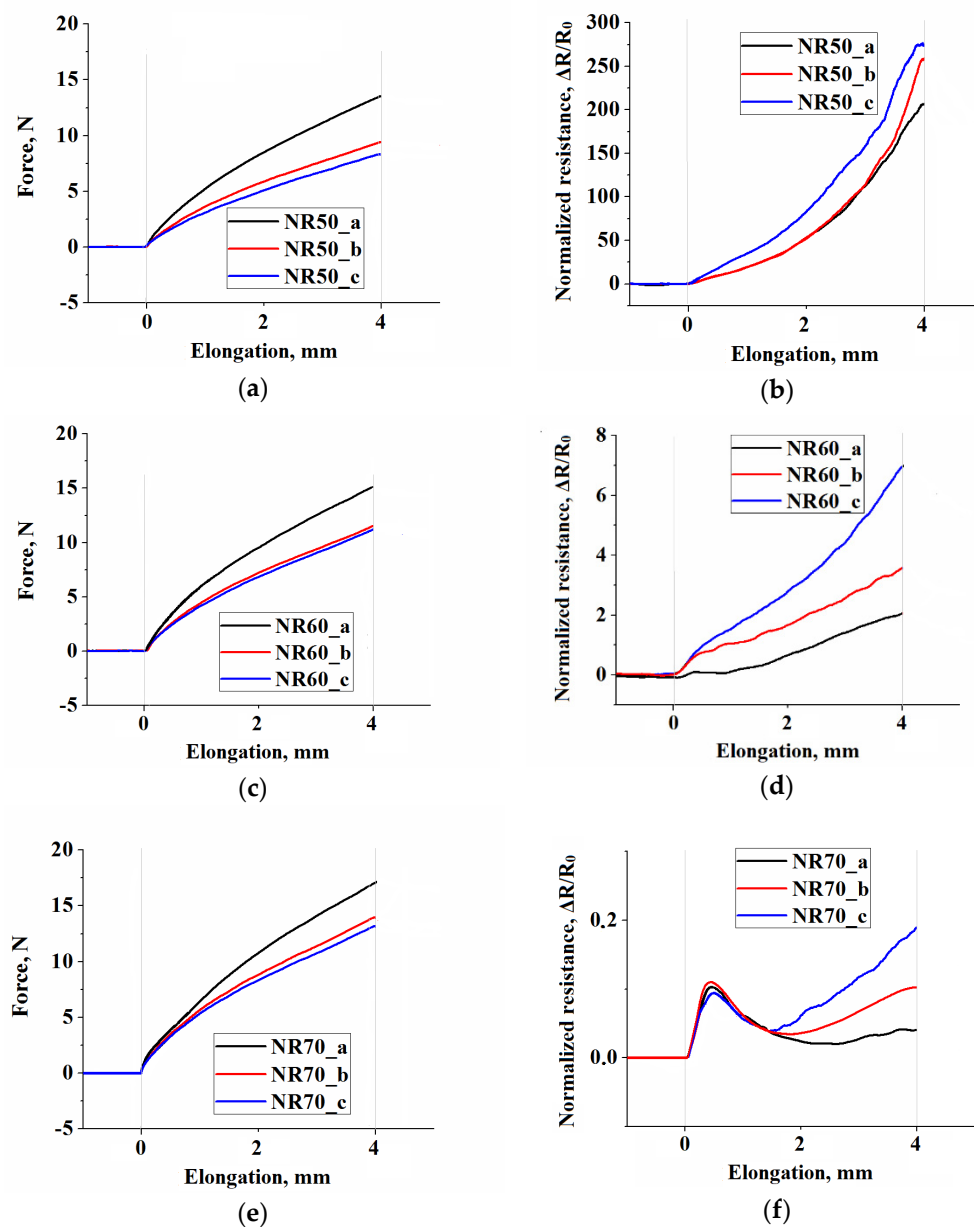 20
15
10
5
0
-5
Force, N
NR50_a
NR50_b
NR50_c
0
2
4
Elongation, mm
(a)
300
250
200
150
100
50
0
Normalized resistance, ΔR/R₀
NR50_a
NR50_b
NR50_c
0
2
4
Elongation, mm
(b)
20
15
10
5
0
-5
Force, N
NR60_a
NR60_b
NR60_c
0
2
4
Elongation, mm
(c)
8
6
4
2
0
Normalized resistance, ΔR/R₀
NR60_a
NR60_b
NR60_c
0
2
4
Elongation, mm
(d)
20
15
10
5
0
-5
Force, N
NR70_a
NR70_b
NR70_c
0
2
4
Elongation, mm
(e)
0.2
0.0
Normalized resistance, ΔR/R₀
NR70_a
NR70_b
NR70_c
0
2
4
Elongation, mm
(f)